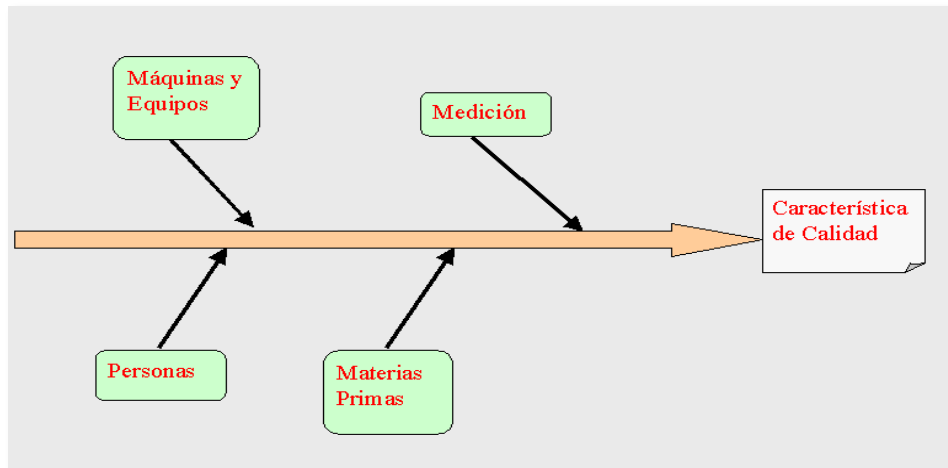 Máquinas y
Equipos
Medición
Característica
de Calidad
Personas
Materias
Primas